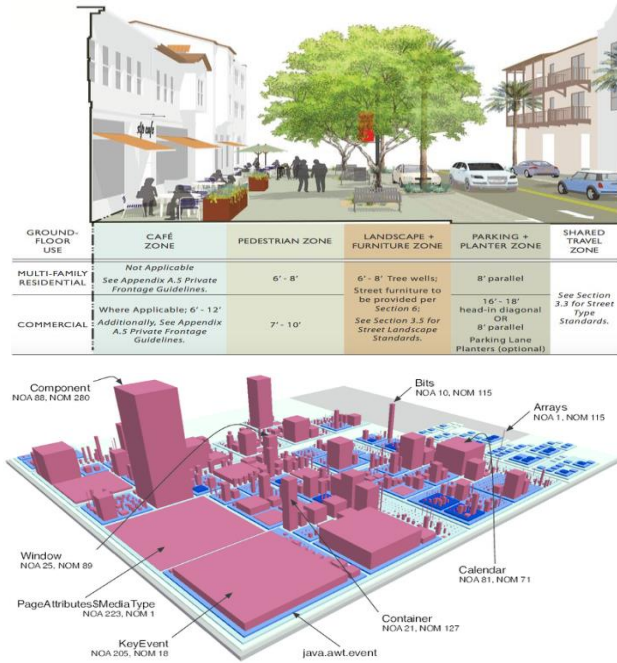 GROUND-
FLOOR
USE
CAFÉ
ZONE
PEDESTRIAN ZONE
LANDSCAPE +
FURNITURE ZONE
PARKING +
PLANTER ZONE
SHARED
TRAVEL ZONE
MULTI-FAMILY
RESIDENTIAL
Not Applicable
See Appendix A.5 Private
Frontage Guidelines.
6' - 8'
6' - 8' Tree wells;
Street furniture to
be provided per
Section 6;
See Section 3.5 for
Street Landscape
Standards.
8' parallel
See Section
3.3 for Street
Type
Standards.
COMMERCIAL
Where Applicable; 6' - 12'
Additionally, See Appendix
A.5 Private Frontage
Guidelines.
7' - 10'
16' - 18'
head-in diagonal
OR
8' parallel
Parking Lane
Planters (optional)
Component
NOA 88, NOM 280
Bits
NOA 10, NOM 115
Arrays
NOA 1, NOM 115
Window
NOA 25, NOM 89
Calendar
NOA 81, NOM 71
PageAttributes$MediaType
NOA 223, NOM 1
Container
NOA 21, NOM 127
KeyEvent
NOA 205, NOM 18
java.awt.event